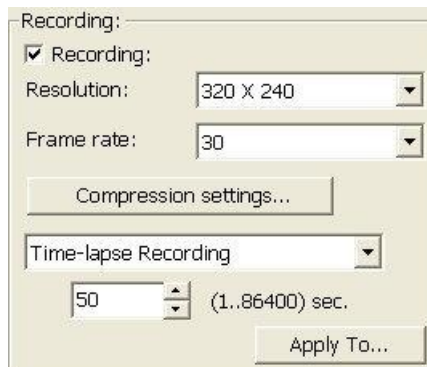 Recording:
Recording:
Resolution: 320 X 240
Frame rate: 30
Compression settings...
Time-lapse Recording
50 (1..86400) sec.
Apply To...